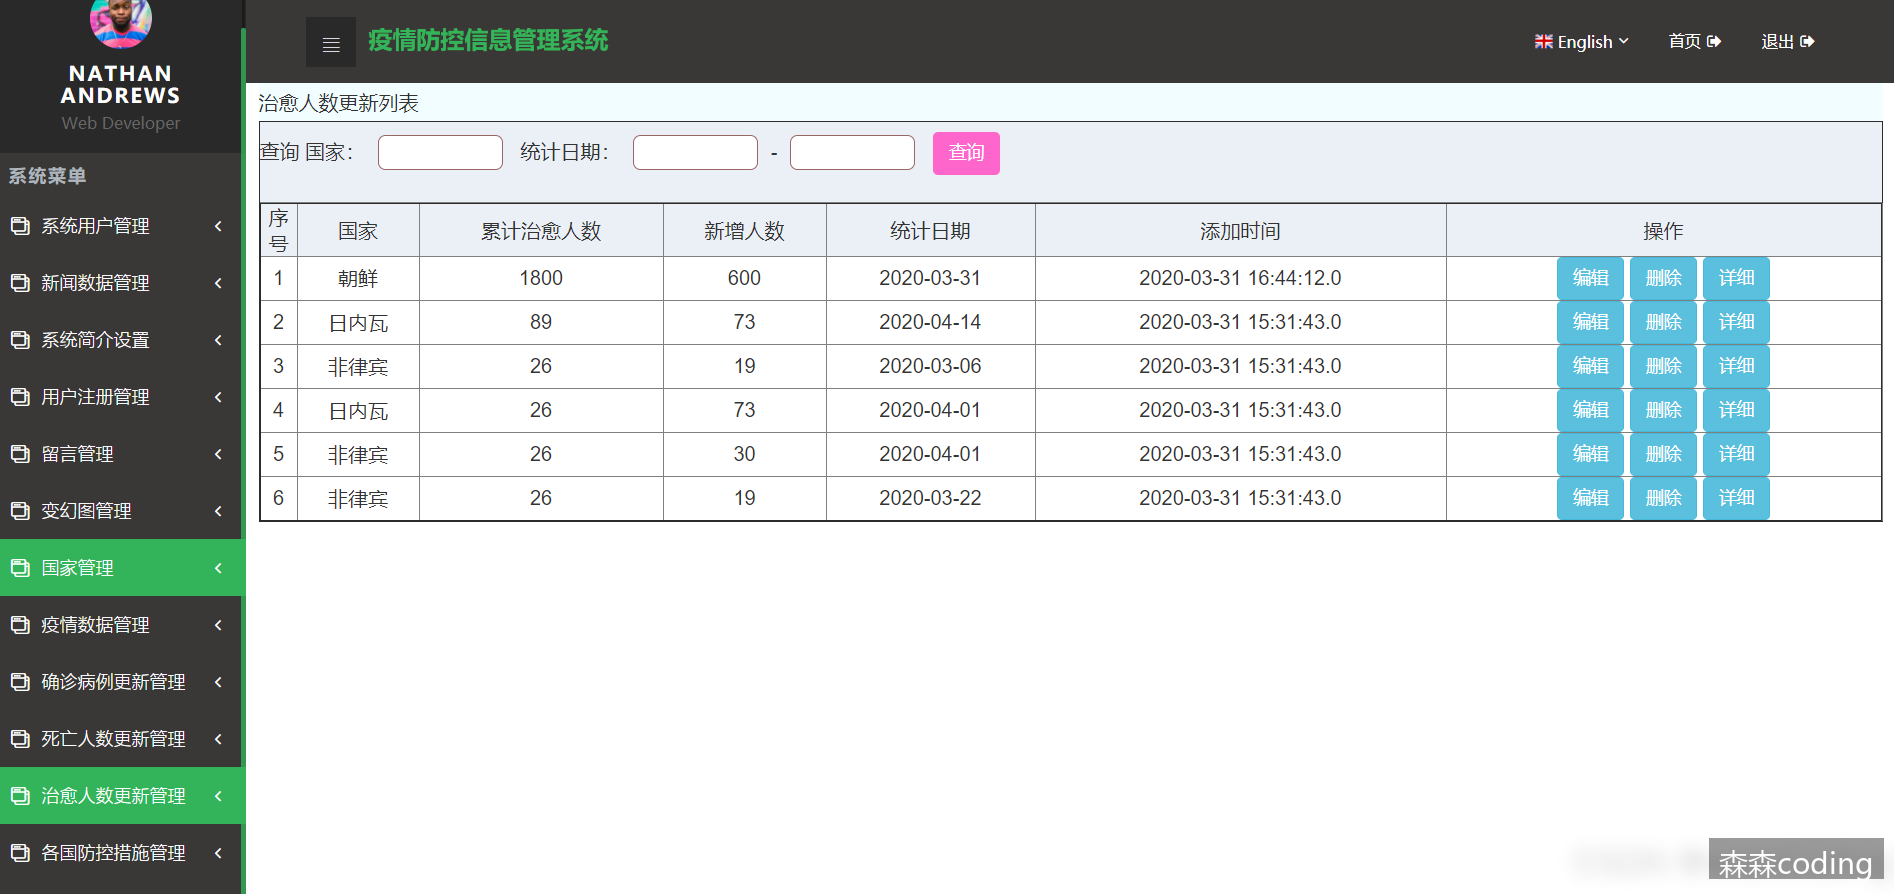 NATHAN
ANDREWS
Web Developer
系统菜单
系统用户管理
新闻数据管理
系统简介设置
用户注册管理
留言管理
变幻图管理
国家管理
疫情数据管理
确诊病例更新管理
死亡人数更新管理
治愈人数更新管理
各国防控措施管理
疫情防控信息管理系统
English 首页 退出
治愈人数更新列表
查询 国家： 统计日期： - 查询
序号 国家 累计治愈人数 新增人数 统计日期 添加时间 操作
1 朝鲜 1800 600 2020-03-31 2020-03-31 16:44:12.0 编辑 删除 详细
2 日内瓦 89 73 2020-04-14 2020-03-31 15:31:43.0 编辑 删除 详细
3 非律宾 26 19 2020-03-06 2020-03-31 15:31:43.0 编辑 删除 详细
4 日内瓦 26 73 2020-04-01 2020-03-31 15:31:43.0 编辑 删除 详细
5 非律宾 26 30 2020-04-01 2020-03-31 15:31:43.0 编辑 删除 详细
6 非律宾 26 19 2020-03-22 2020-03-31 15:31:43.0 编辑 删除 详细
森森coding